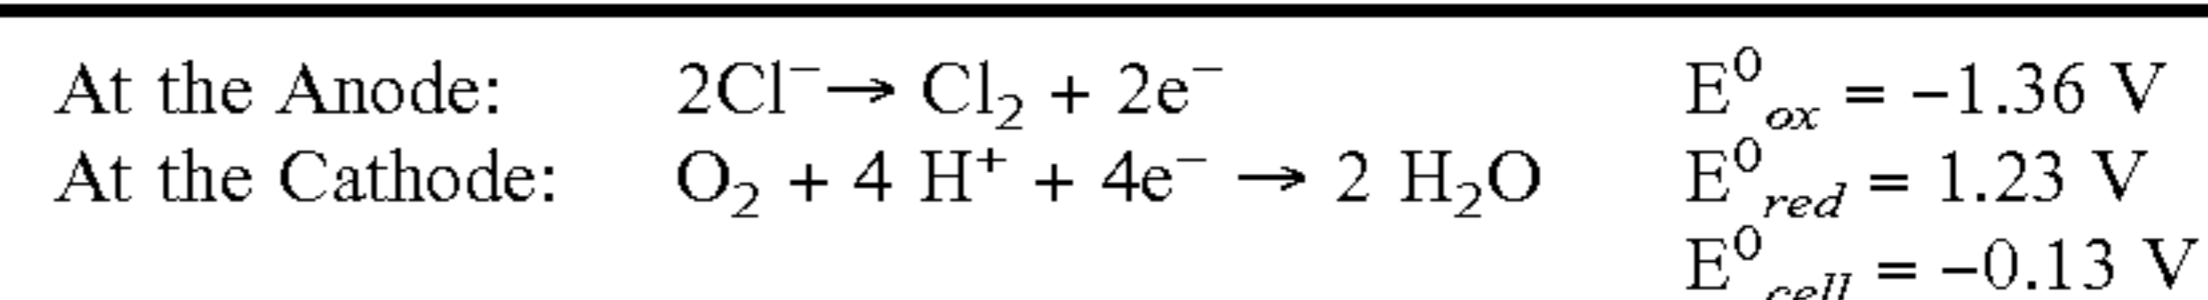 At the Anode: 2Cl⁻ → Cl₂ + 2e⁻ E⁰ₒₓ = −1.36 V
At the Cathode: O₂ + 4 H⁺ + 4e⁻ → 2 H₂O E⁰red = 1.23 V
E⁰cell = −0.13 V